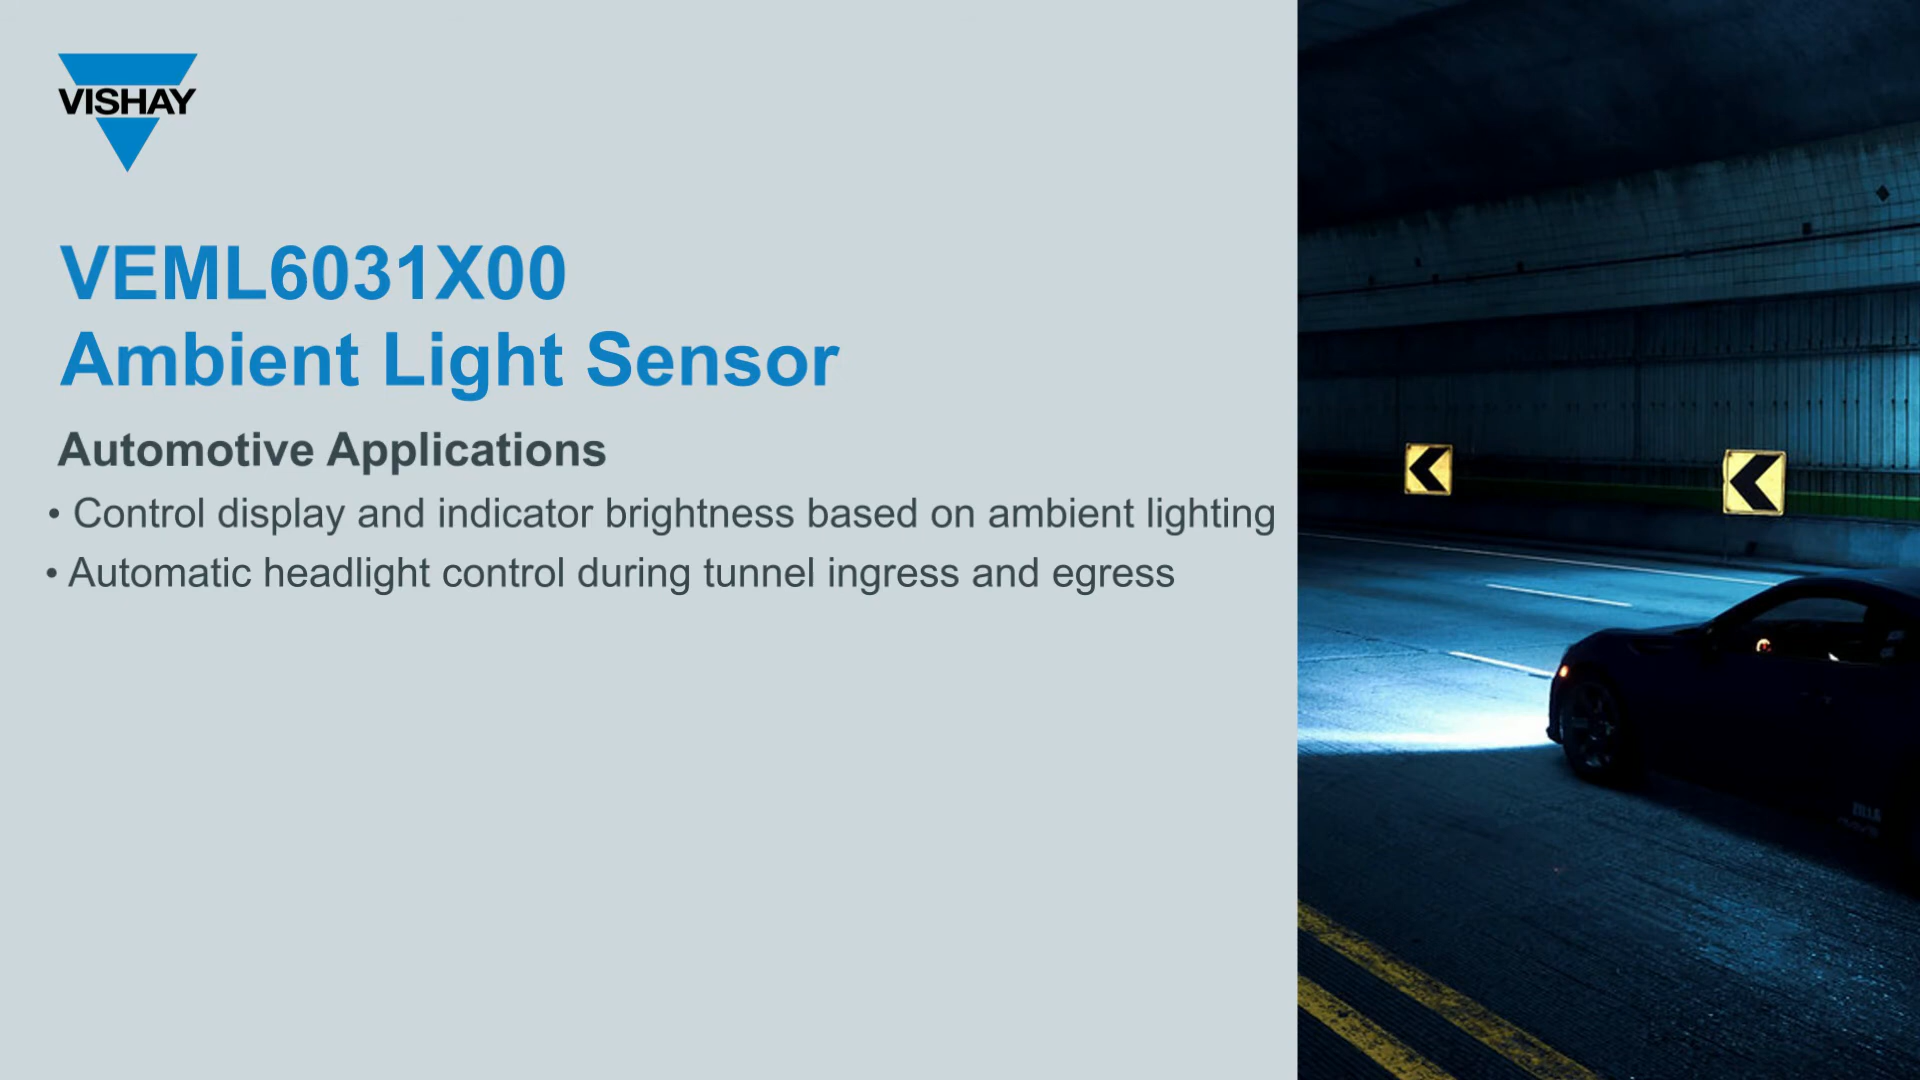 VISHAY
VEML6031X00
Ambient Light Sensor
Automotive Applications
• Control display and indicator brightness based on ambient lighting
• Automatic headlight control during tunnel ingress and egress